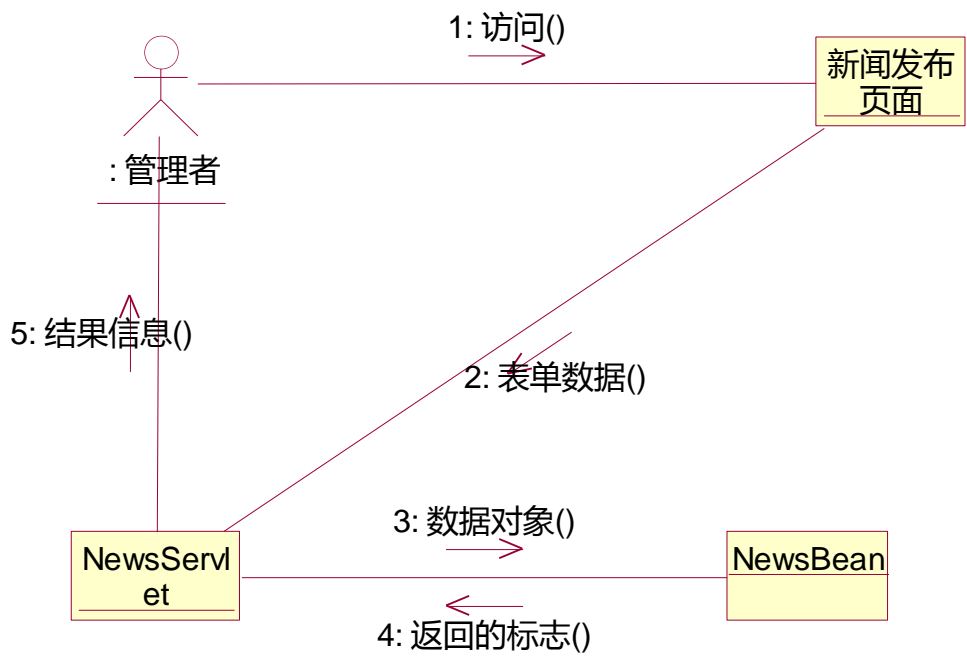 1: 访问()
新闻发布
页面
: 管理者
5: 结果信息()
2: 表单数据()
3: 数据对象()
NewsServl
et
NewsBean
4: 返回的标志()